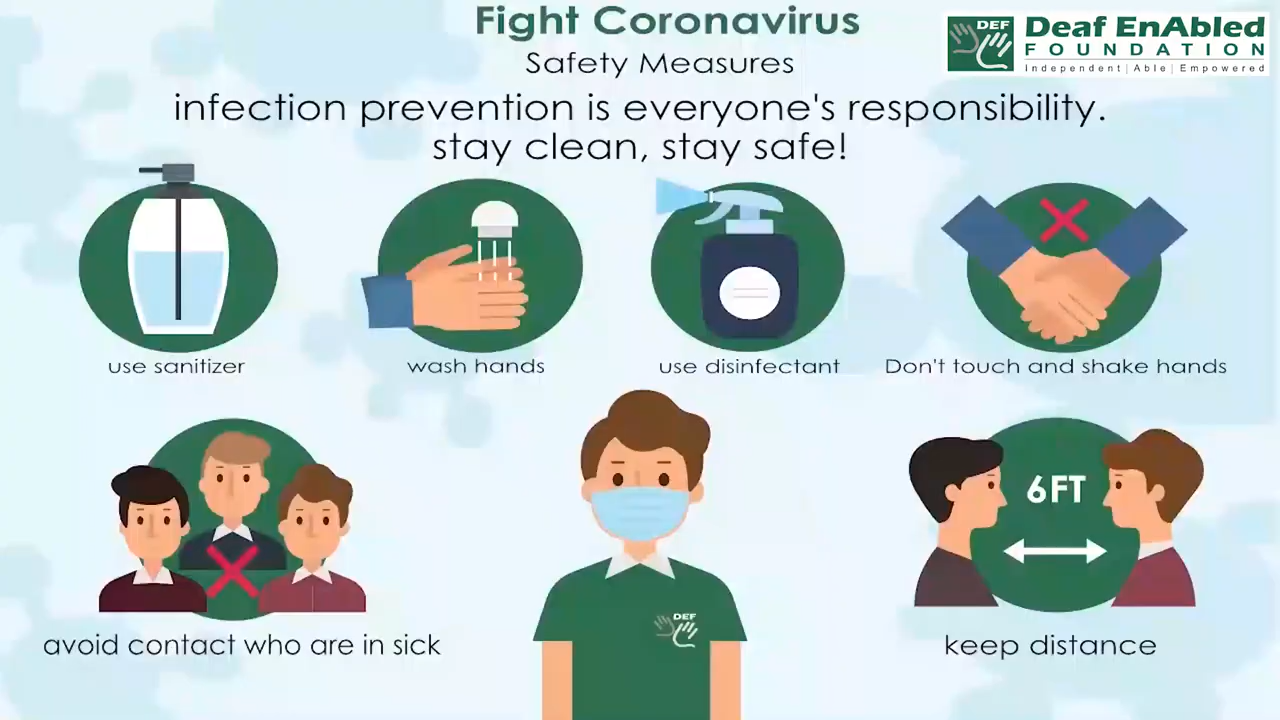 Fight Coronavirus
Safety Measures
DEF
Deaf EnAbled
FOUNDATION
Independent | Able | Empowered
infection prevention is everyone's responsibility.
stay clean, stay safe!
use sanitizer
wash hands
use disinfectant
Don't touch and shake hands
6FT
DEF
avoid contact who are in sick
keep distance